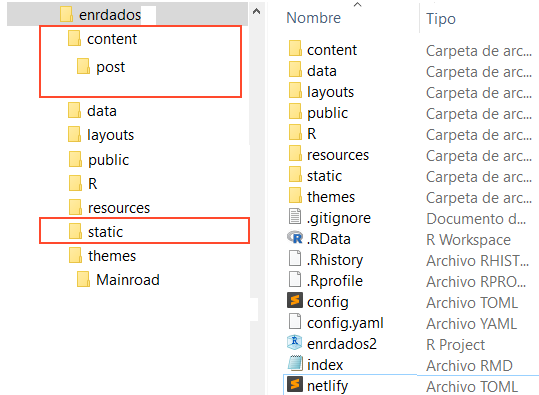 enrdados
content
post
data
layouts
public
R
resources
static
themes
Mainroad
content Carpeta de arc...
data Carpeta de arc...
layouts Carpeta de arc...
public Carpeta de arc...
R Carpeta de arc...
resources Carpeta de arc...
static Carpeta de arc...
themes Carpeta de arc...
.gitignore Documento d...
.RData R Workspace
.Rhistory Archivo RHIST...
.Rprofile Archivo RPRO...
config Archivo TOML
config.yaml Archivo YAML
enrdados2 R Project
index Archivo RMD
netlify Archivo TOML